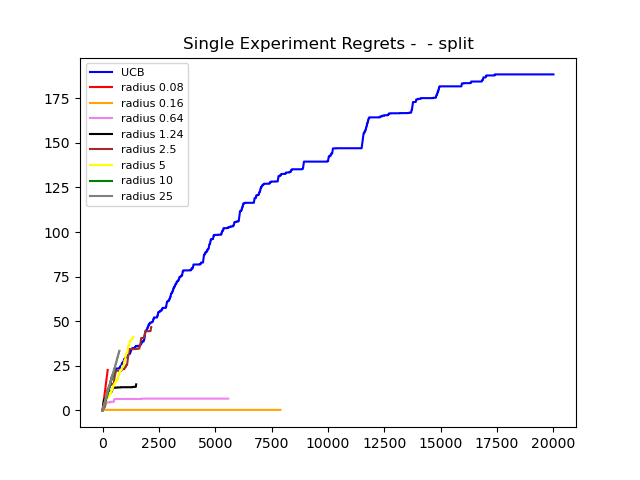 Single Experiment Regrets -  - split
UCB
radius 0.08
radius 0.16
radius 0.64
radius 1.24
radius 2.5
radius 5
radius 10
radius 25
175
150
125
100
75
50
25
0
0 2500 5000 7500 10000 12500 15000 17500 20000